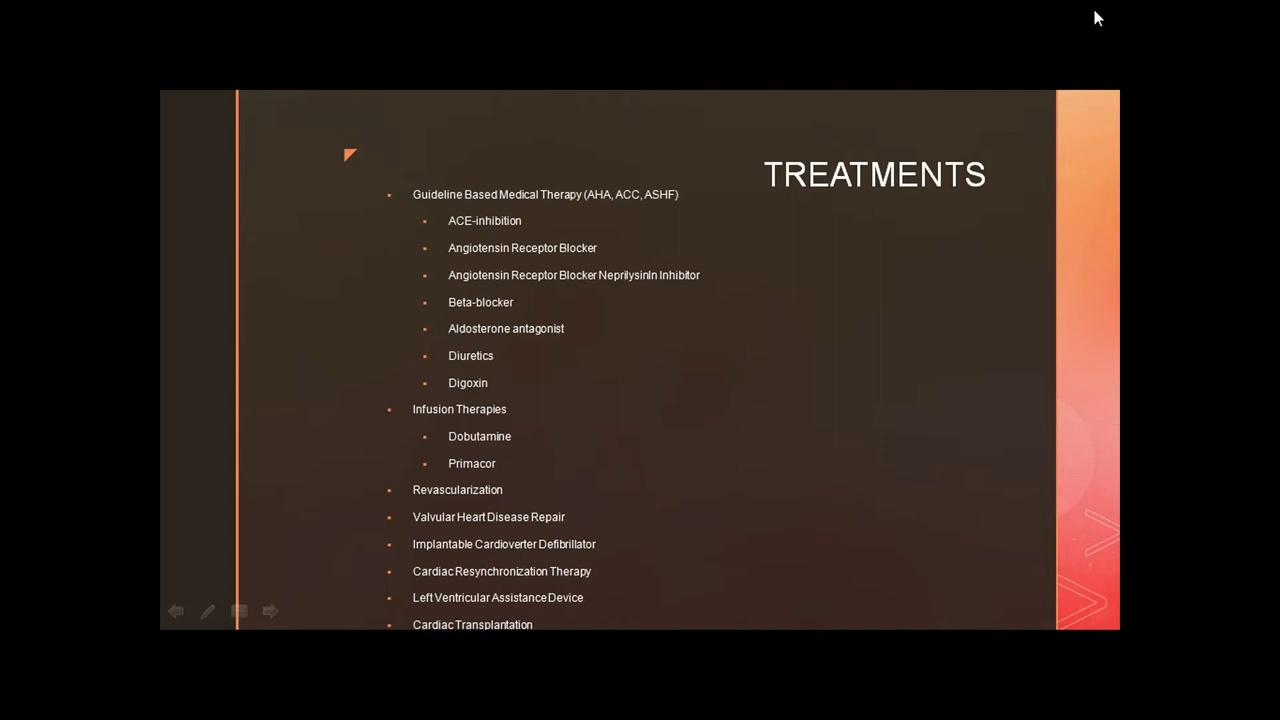 TREATMENTS
Guideline Based Medical Therapy (AHA, ACC, ASHF)
ACE-inhibition
Angiotensin Receptor Blocker
Angiotensin Receptor Blocker NeprilysinIn Inhibitor
Beta-blocker
Aldosterone antagonist
Diuretics
Digoxin
Infusion Therapies
Dobutamine
Primacor
Revascularization
Valvular Heart Disease Repair
Implantable Cardioverter Defibrillator
Cardiac Resynchronization Therapy
Left Ventricular Assistance Device
Cardiac Transplantation